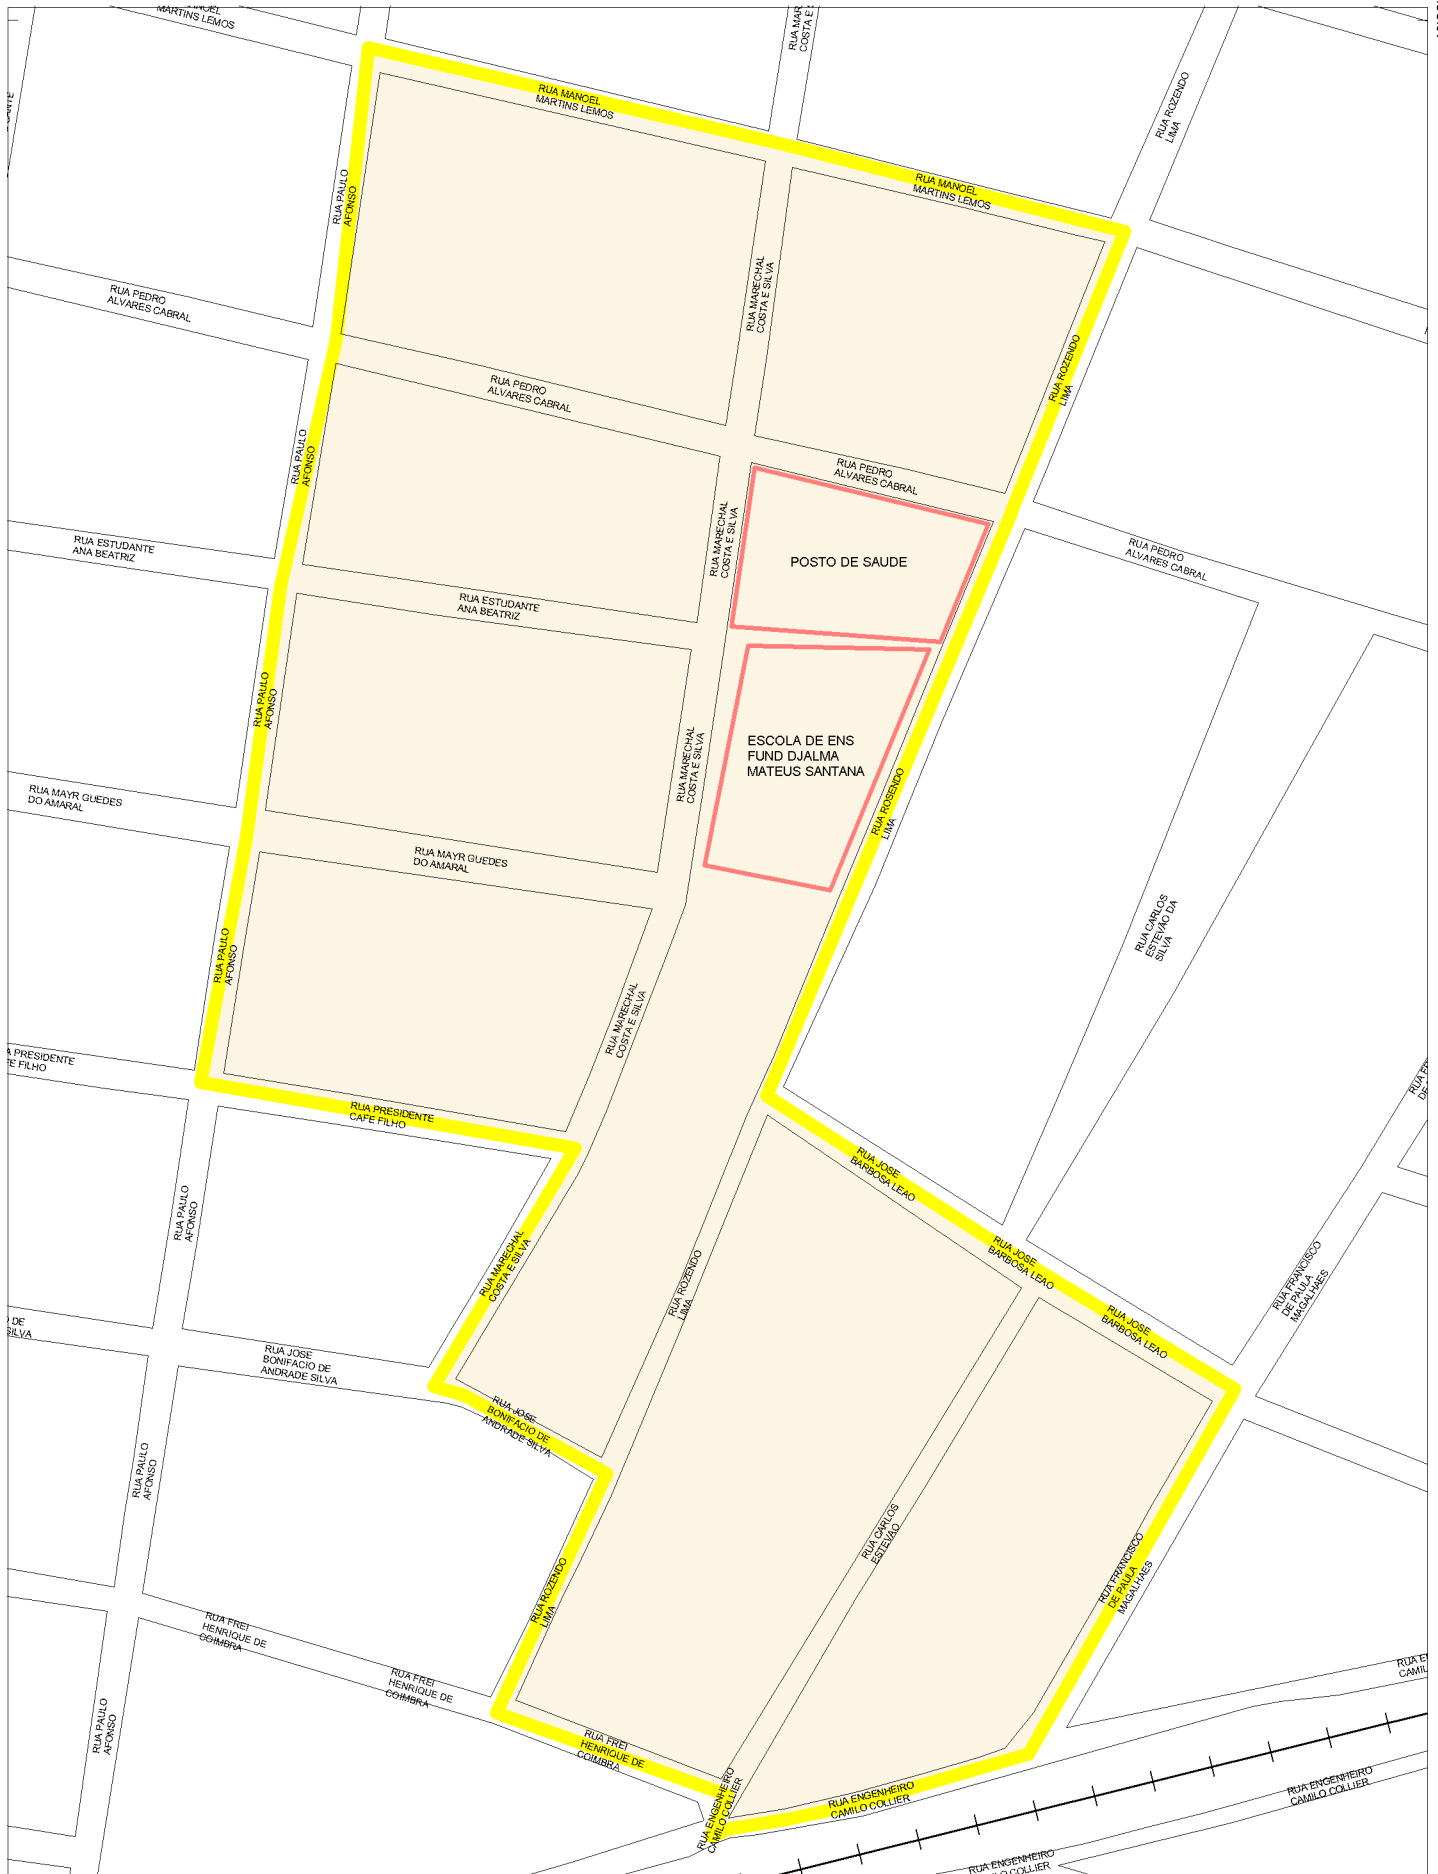 MARTINS LEMOS
RUA MANOEL
MARTINS LEMOS
RUA ROZENDO
LIMA
RUA MANOEL
MARTINS LEMOS
RUA PAULO
AFONSO
RUA MARECHAL
COSTA E SILVA
RUA PEDRO
ALVARES CABRAL
RUA ROZENDO
LIMA
RUA PEDRO
ALVARES CABRAL
RUA PAULO
AFONSO
RUA PEDRO
ALVARES CABRAL
RUA MARECHAL
COSTA E SILVA
RUA ESTUDANTE
ANA BEATRIZ
POSTO DE SAUDE
RUA PEDRO
ALVARES CABRAL
RUA ESTUDANTE
ANA BEATRIZ
RUA PAULO
AFONSO
RUA MARECHAL
COSTA E SILVA
ESCOLA DE ENS
FUND DJALMA
MATEUS SANTANA
RUA MAYR GUEDES
DO AMARAL
RUA ROSENDO
LIMA
RUA MAYR GUEDES
DO AMARAL
RUA PAULO
AFONSO
RUA CARLOS
ESTEVÃO DA
SILVA
RUA MARECHAL
COSTA E SILVA
A PRESIDENTE
FE FILHO
RUA PRESIDENTE
CAFE FILHO
RUA JOSE
BARBOSA LEAO
RUA PAULO
AFONSO
RUA MARECHAL
COSTA E SILVA
RUA ROZENDO
LIMA
RUA JOSE
BARBOSA LEAO
RUA FRANCISCO
DE PAULA
MAGALHAES
RUA JOSE
BARBOSA LEAO
O DE
SILVA
RUA JOSE
BONIFACIO DE
ANDRADE SILVA
RUA JOSE
BONIFACIO DE
ANDRADE SILVA
RUA PAULO
AFONSO
RUA CARLOS
ESTEVÃO
RUA ROZENDO
LIMA
RUA FRANCISCO
DE PAULA
MAGALHAES
RUA FREI
HENRIQUE DE
COIMBRA
RUA FREI
HENRIQUE DE
COIMBRA
RUA PAULO
AFONSO
RUA FREI
HENRIQUE DE
COIMBRA
RUA ENGENHEIRO
CAMILO COLLIER
RUA ENGENHEIRO
CAMILO COLLIER
RUA ENGENHEIRO
CAMILO COLLIER
RUA ENGENHEIRO
COLLIER